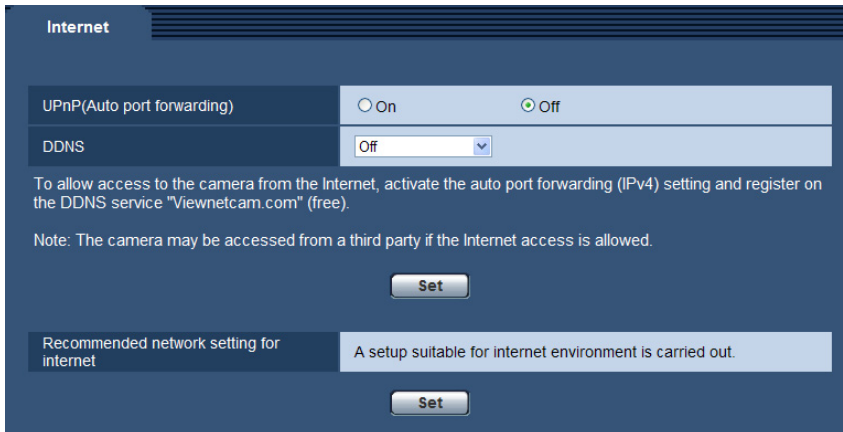 Internet
UPnP(Auto port forwarding)
On
Off
DDNS
Off
To allow access to the camera from the Internet, activate the auto port forwarding (IPv4) setting and register on
the DDNS service "Viewnetcam.com" (free).
Note: The camera may be accessed from a third party if the Internet access is allowed.
Set
Recommended network setting for
internet
A setup suitable for internet environment is carried out.
Set